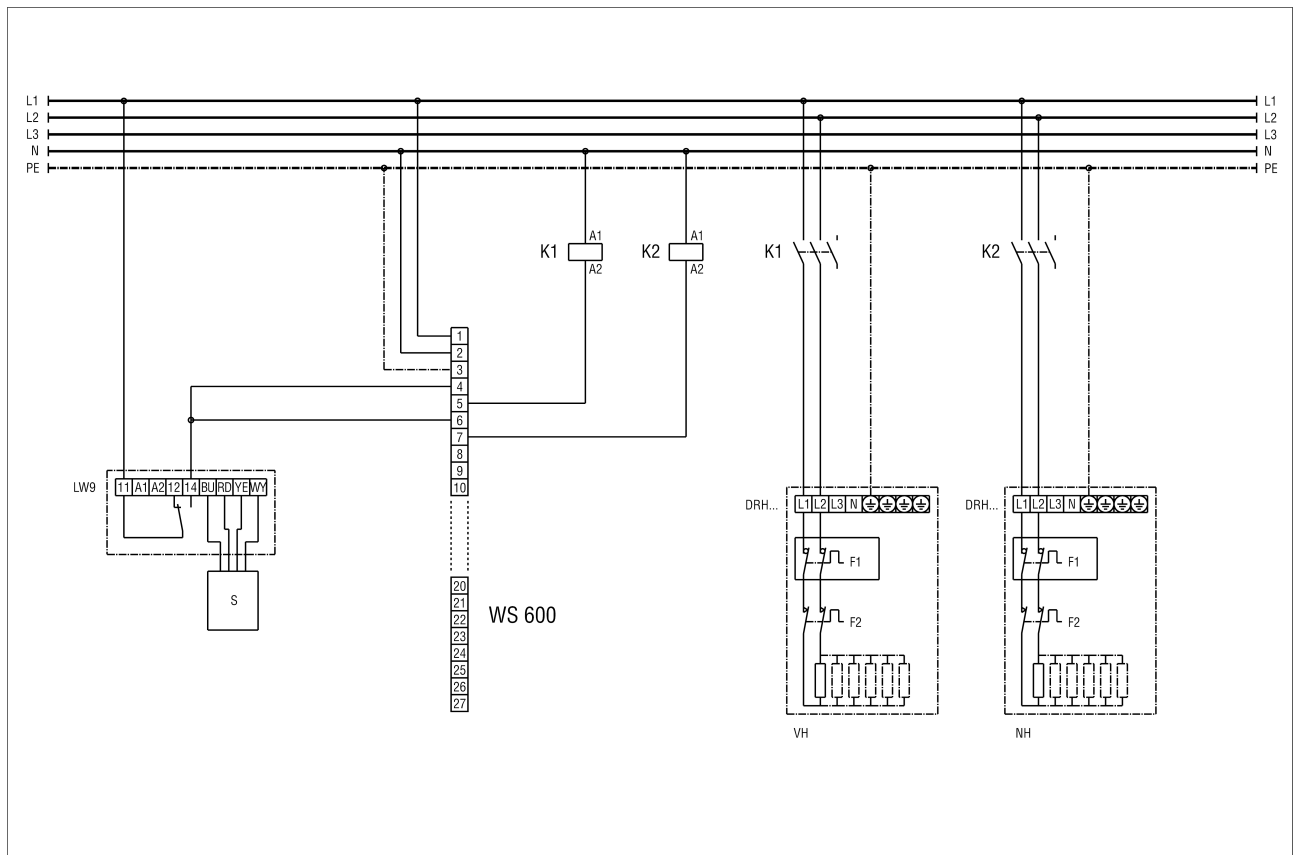 L1 L1
L2 L2
L3 L3
N N
PE PE
K1 A1 A2
K2 A1 A2
K1
K2
1
2
3
4
5
6
7
8
9
10
LW9 11 A1 A2 12 14 BU RD YE WY
S
20
21
22
23
24
25
26
27
WS 600
DRH... L1 L2 L3 N
F1
F2
VH
DRH... L1 L2 L3 N
F1
F2
NH